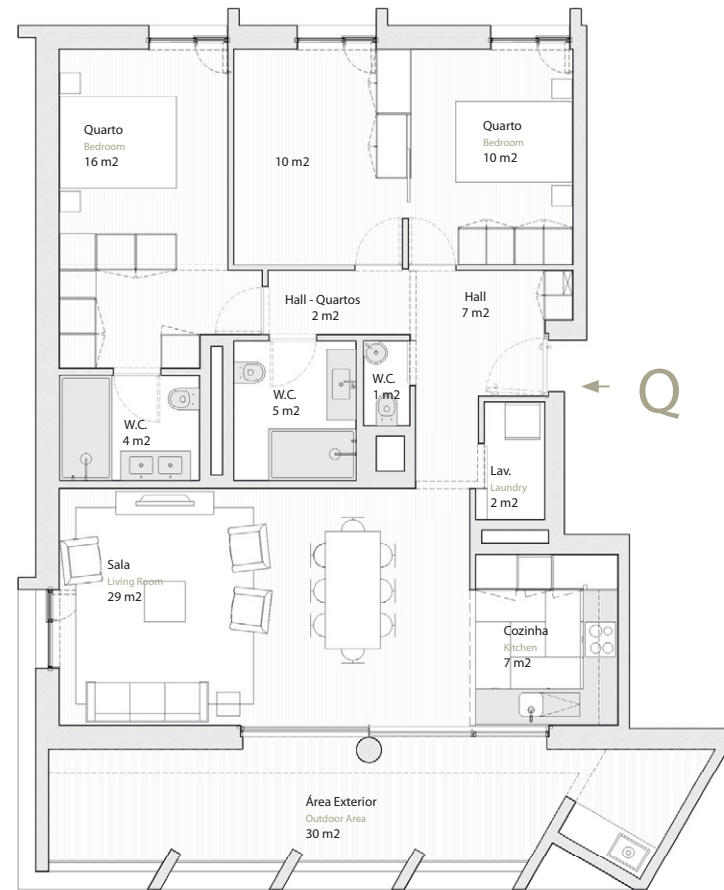 Quarto
Bedroom
16 m2
10 m2
Quarto
Bedroom
10 m2
Hall - Quartos
2 m2
Hall
7 m2
W.C.
4 m2
W.C.
5 m2
W.C.
1 m2
Q
Lav.
Laundry
2 m2
Sala
Living Room
29 m2
Cozinha
Kitchen
7 m2
Área Exterior
Outdoor Area
30 m2